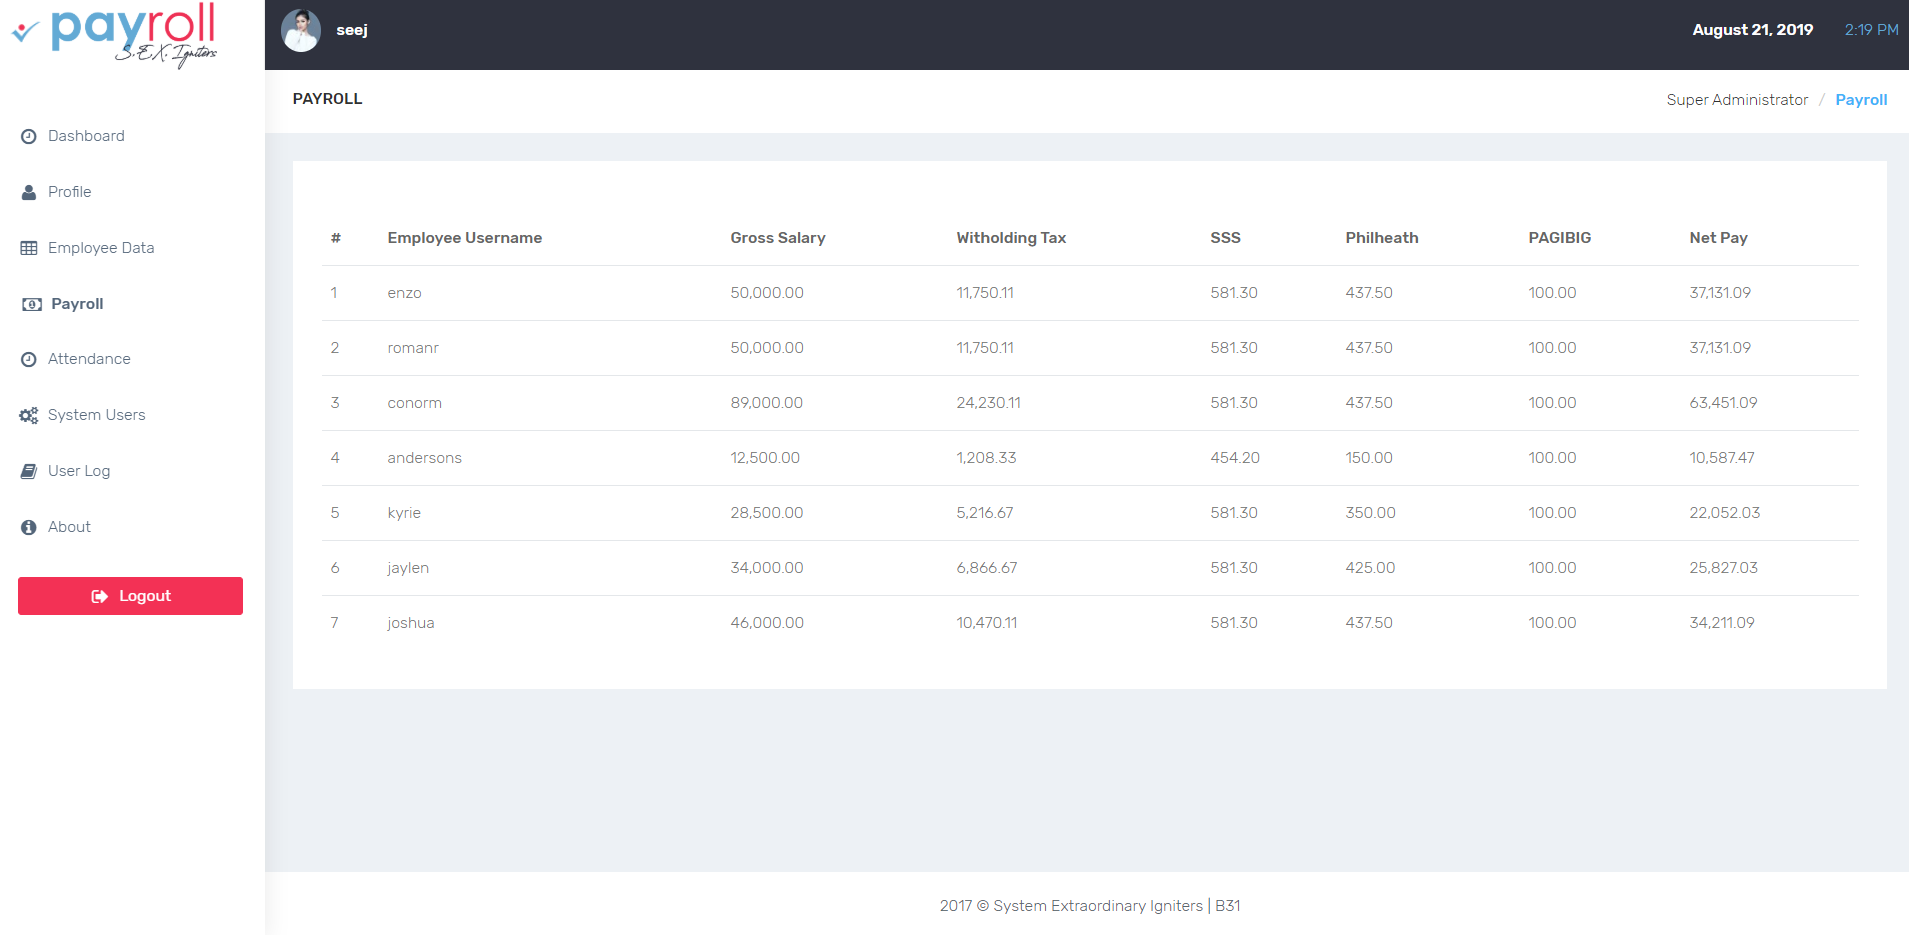 payroll
S.E.X. Igniters
seej
August 21, 2019 2:19 PM
PAYROLL
Super Administrator / Payroll
Dashboard
Profile
Employee Data
Payroll
Attendance
System Users
User Log
About
Logout
# Employee Username Gross Salary Witholding Tax SSS Philheath PAGIBIG Net Pay
1 enzo 50,000.00 11,750.11 581.30 437.50 100.00 37,131.09
2 romanr 50,000.00 11,750.11 581.30 437.50 100.00 37,131.09
3 conorm 89,000.00 24,230.11 581.30 437.50 100.00 63,451.09
4 andersons 12,500.00 1,208.33 454.20 150.00 100.00 10,587.47
5 kyrie 28,500.00 5,216.67 581.30 350.00 100.00 22,052.03
6 jaylen 34,000.00 6,866.67 581.30 425.00 100.00 25,827.03
7 joshua 46,000.00 10,470.11 581.30 437.50 100.00 34,211.09
2017 © System Extraordinary Igniters | B31